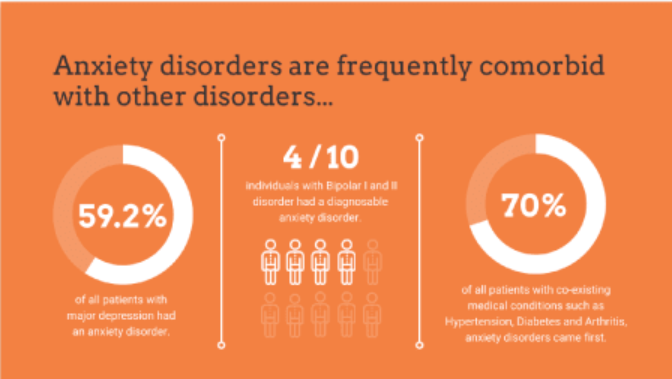 Anxiety disorders are frequently comorbid
with other disorders...
59.2%
of all patients with
major depression had
an anxiety disorder.
4/10
individuals with Bipolar I and II
disorder had a diagnosable
anxiety disorder.
70%
of all patients with co-existing
medical conditions such as
Hypertension, Diabetes and Arthritis,
anxiety disorders came first.